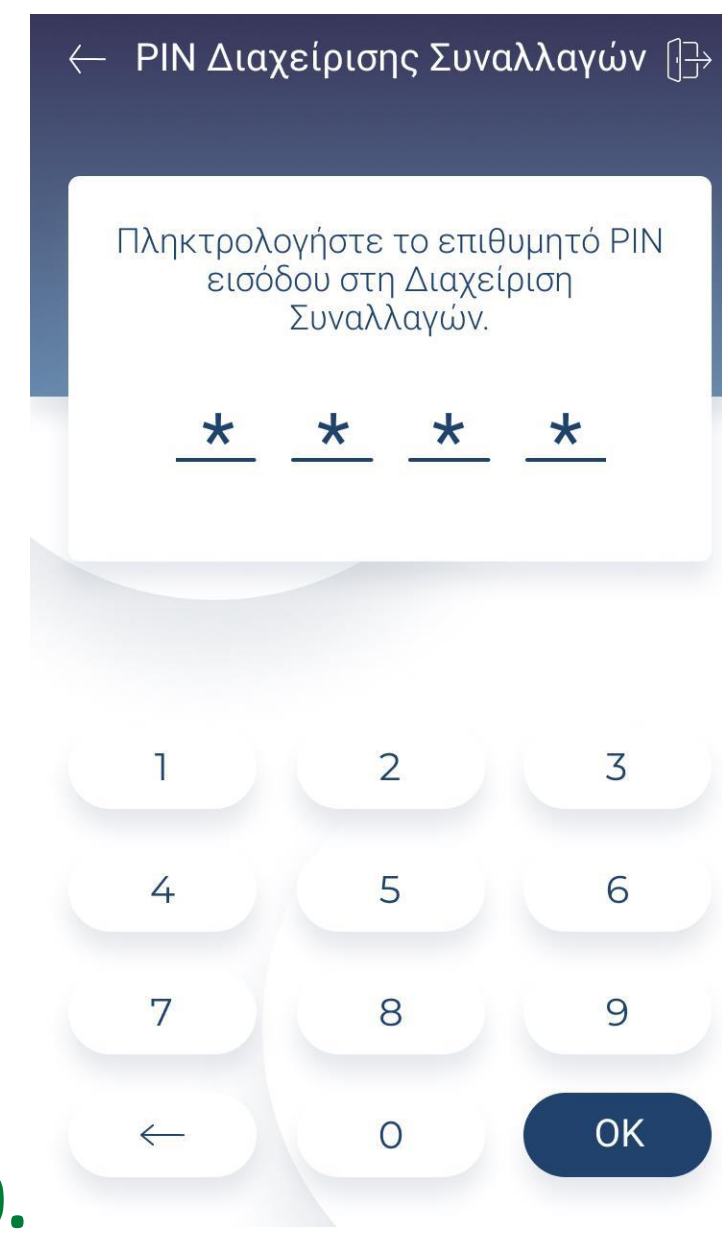 ← PIN Διαχείρισης Συναλλαγών
Πληκτρολογήστε το επιθυμητό PIN
εισόδου στη Διαχείριση
Συναλλαγών.
* * * *
1 2 3
4 5 6
7 8 9
← 0 OK